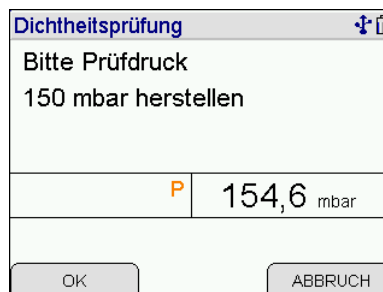 Dichtheitsprüfung
Bitte Prüfdruck
150 mbar herstellen
P 154,6 mbar
OK ABBRUCH